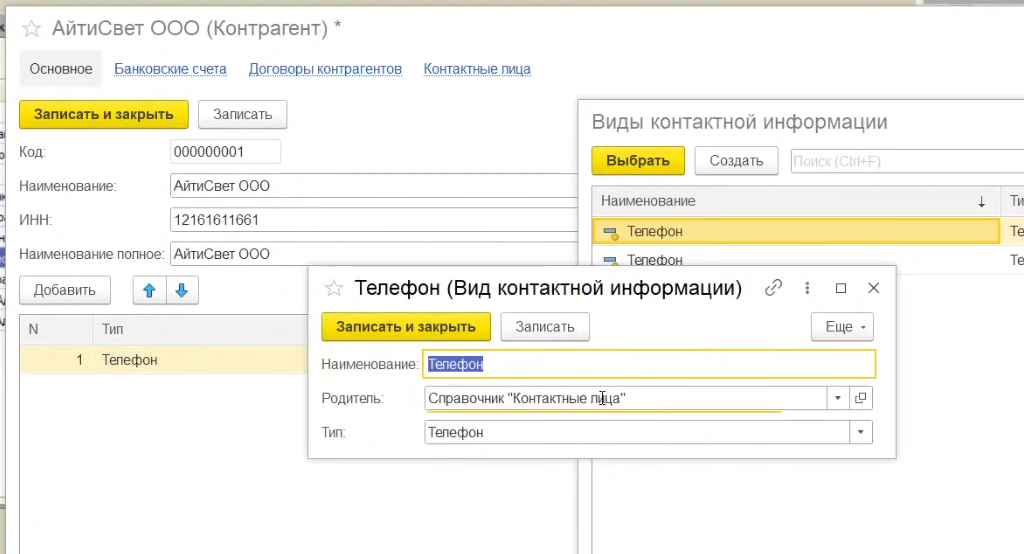 АйтиСвет ООО (Контрагент) *
Основное Банковские счета Договоры контрагентов Контактные лица
Записать и закрыть Записать
Код: 000000001
Наименование: АйтиСвет ООО
ИНН: 12161611661
Наименование полное: АйтиСвет ООО
Добавить
N Тип
1 Телефон
Виды контактной информации
Выбрать Создать Поиск (Ctrl+F)
Наименование ↓ Ти
Телефон Те
Телефон Те
Телефон (Вид контактной информации)
Записать и закрыть Записать Еще
Наименование: Телефон
Родитель: Справочник "Контактные лица"
Тип: Телефон